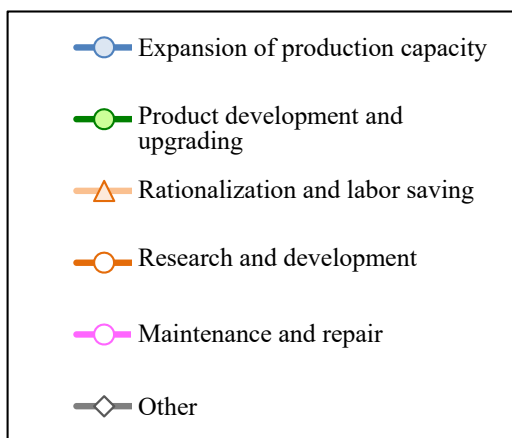 Expansion of production capacity
Product development and
upgrading
Rationalization and labor saving
Research and development
Maintenance and repair
Other